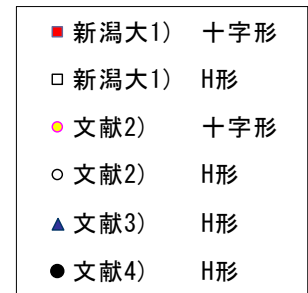 新潟大1) 十字形
新潟大1) H形
文献2) 十字形
文献2) H形
文献3) H形
文献4) H形